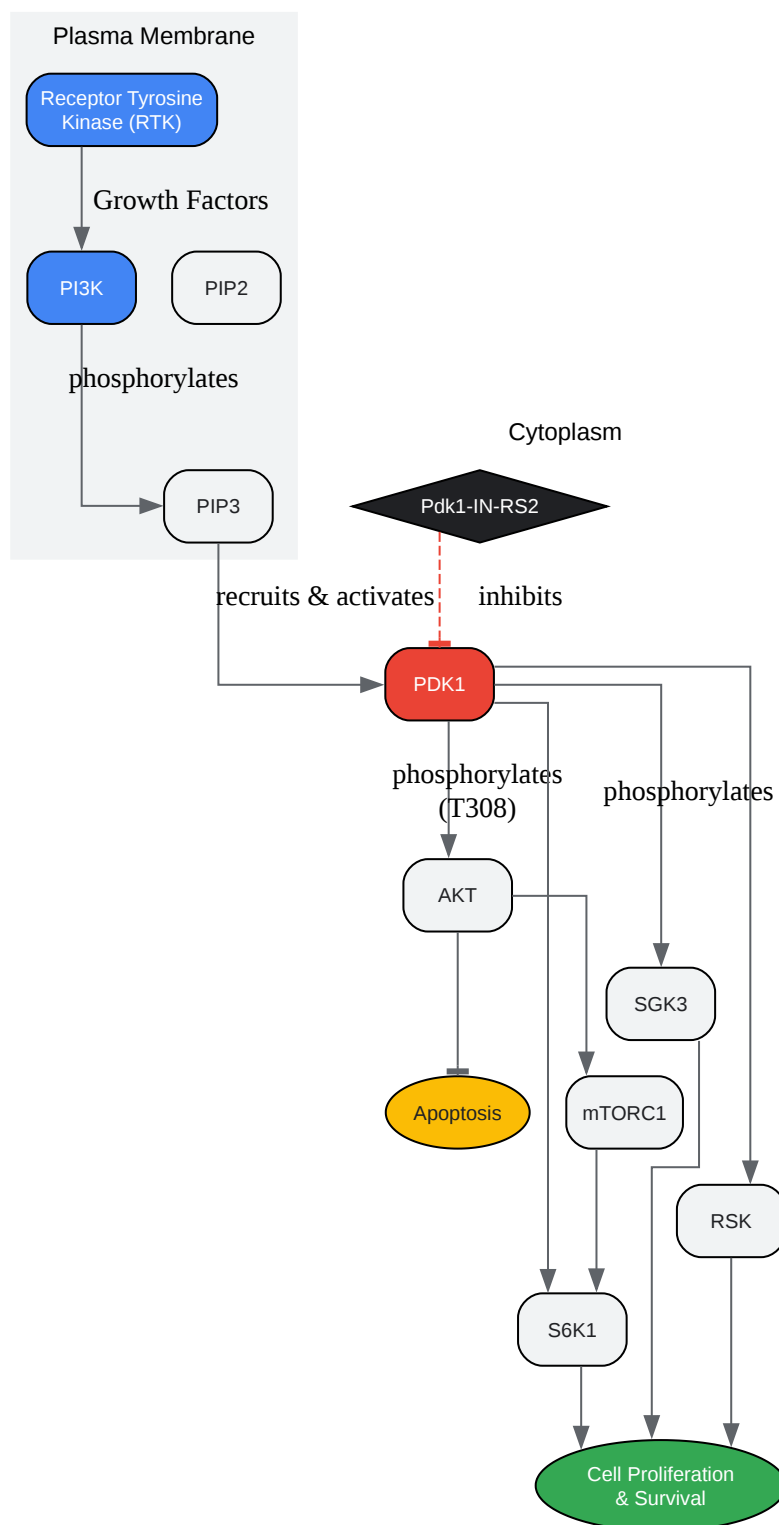 Plasma Membrane
Receptor Tyrosine
Kinase (RTK)
Growth Factors
PI3K
PIP2
phosphorylates
Cytoplasm
PIP3
Pdk1-IN-RS2
recruits & activates
inhibits
PDK1
phosphorylates
(T308)
phosphorylates
AKT
SGK3
Apoptosis
mTORC1
RSK
S6K1
Cell Proliferation
& Survival